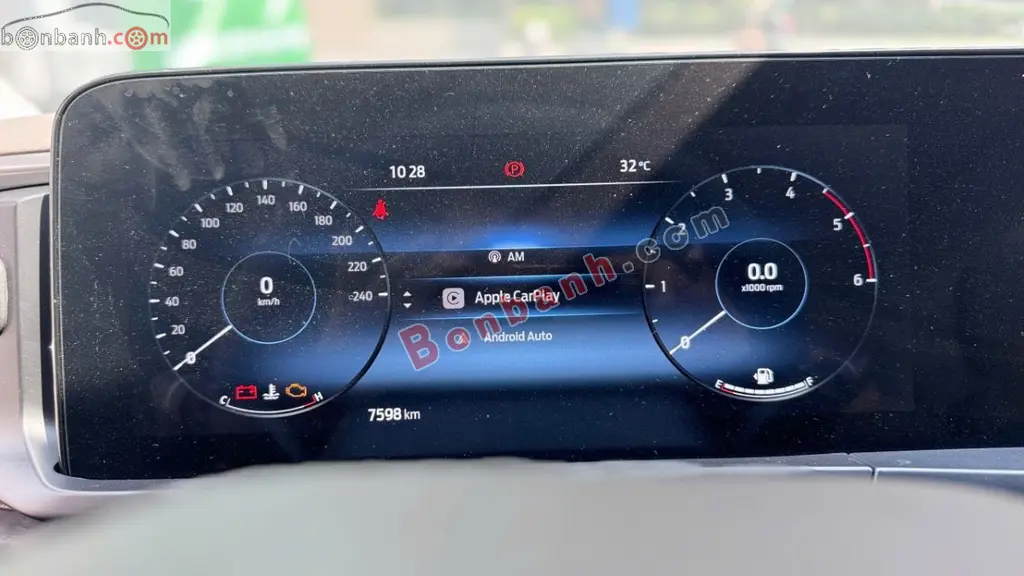 bonbanh.com
10 28
32°C
0 20 40 60 80 100 120 140 160 180 200 220 240
0
km/h
AM
Apple CarPlay
Android Auto
Bonbanh.com
0 1 2 3 4 5 6
0.0
x1000 rpm
C H
E F
7598 km
P